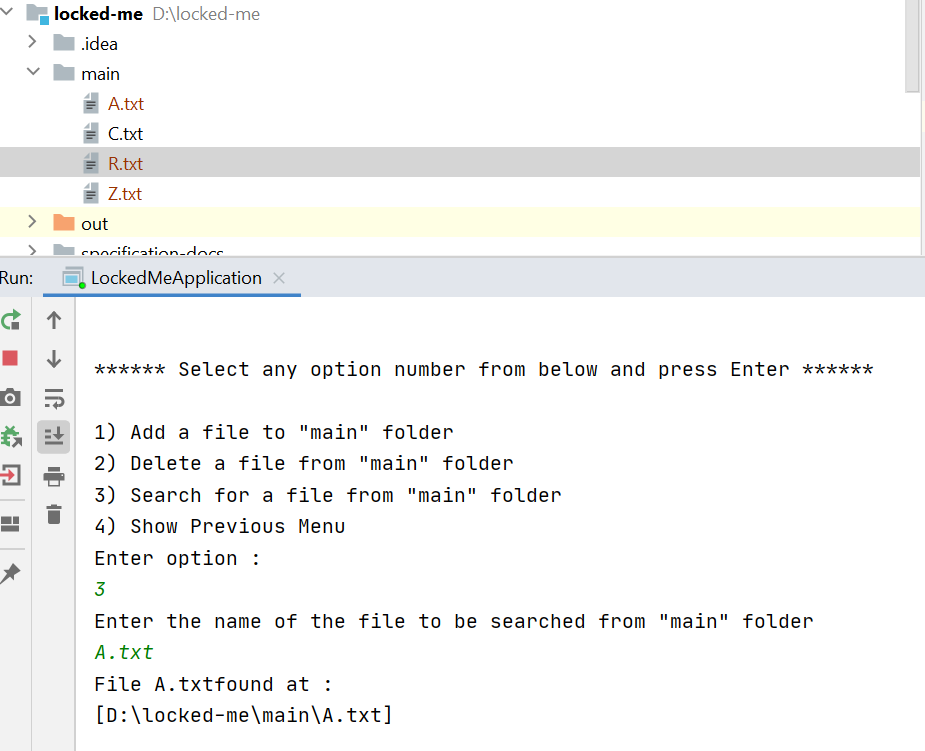 locked-me D:\locked-me
.idea
main
A.txt
C.txt
R.txt
Z.txt
out
specification-docs
Run: LockedMeApplication
****** Select any option number from below and press Enter ******
1) Add a file to "main" folder
2) Delete a file from "main" folder
3) Search for a file from "main" folder
4) Show Previous Menu
Enter option :
3
Enter the name of the file to be searched from "main" folder
A.txt
File A.txtfound at :
[D:\locked-me\main\A.txt]